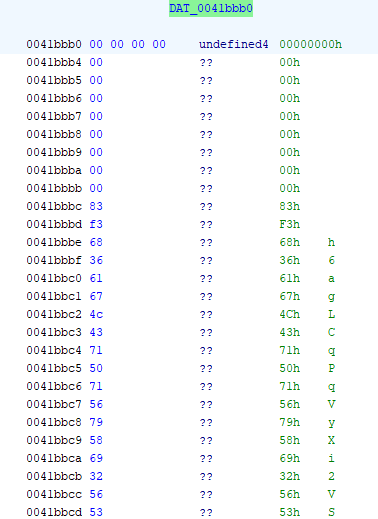 DAT_0041bbb0
0041bbb0 00 00 00 00 undefined4 00000000h
0041bbb4 00 ?? 00h
0041bbb5 00 ?? 00h
0041bbb6 00 ?? 00h
0041bbb7 00 ?? 00h
0041bbb8 00 ?? 00h
0041bbb9 00 ?? 00h
0041bbba 00 ?? 00h
0041bbbb 00 ?? 00h
0041bbbc 83 ?? 83h
0041bbbd f3 ?? F3h
0041bbbe 68 ?? 68h h
0041bbbf 36 ?? 36h 6
0041bbc0 61 ?? 61h a
0041bbc1 67 ?? 67h g
0041bbc2 4c ?? 4Ch L
0041bbc3 43 ?? 43h C
0041bbc4 71 ?? 71h q
0041bbc5 50 ?? 50h P
0041bbc6 71 ?? 71h q
0041bbc7 56 ?? 56h V
0041bbc8 79 ?? 79h y
0041bbc9 58 ?? 58h X
0041bbca 69 ?? 69h i
0041bbcb 32 ?? 32h 2
0041bbcc 56 ?? 56h V
0041bbcd 53 ?? 53h S